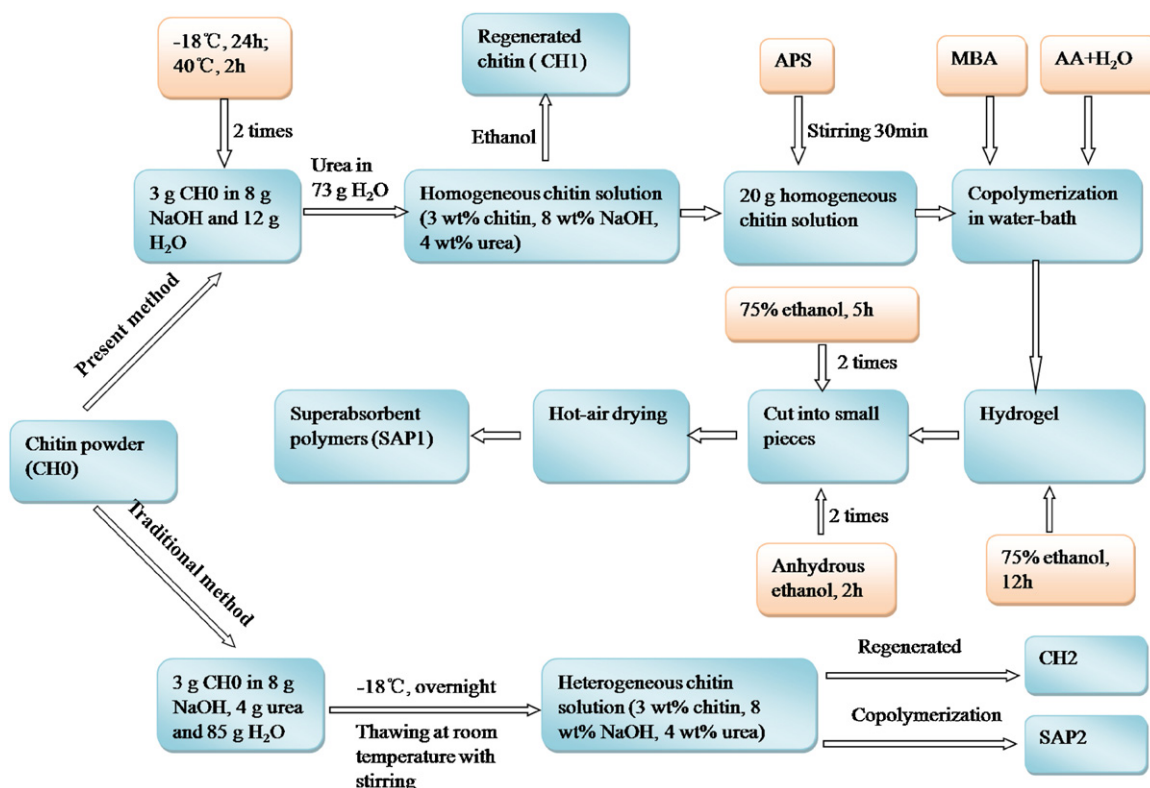 -18℃, 24h;
40℃, 2h
Regenerated
chitin ( CH1)
APS
MBA
AA+H₂O
2 times
Ethanol
Stirring 30min
Urea in
73 g H₂O
3 g CH0 in 8 g
NaOH and 12 g
H₂O
Homogeneous chitin solution
(3 wt% chitin, 8 wt% NaOH,
4 wt% urea)
20 g homogeneous
chitin solution
Copolymerization
in water-bath
Present method
75% ethanol, 5h
2 times
Chitin powder
(CH0)
Superabsorbent
polymers (SAP1)
Hot-air drying
Cut into small
pieces
Hydrogel
2 times
Anhydrous
ethanol, 2h
75% ethanol,
12h
Traditional method
3 g CH0 in 8 g
NaOH, 4 g urea
and 85 g H₂O
-18℃, overnight
Thawing at room
temperature with
stirring
Heterogeneous chitin
solution (3 wt% chitin, 8
wt% NaOH, 4 wt% urea)
Regenerated
CH2
Copolymerization
SAP2